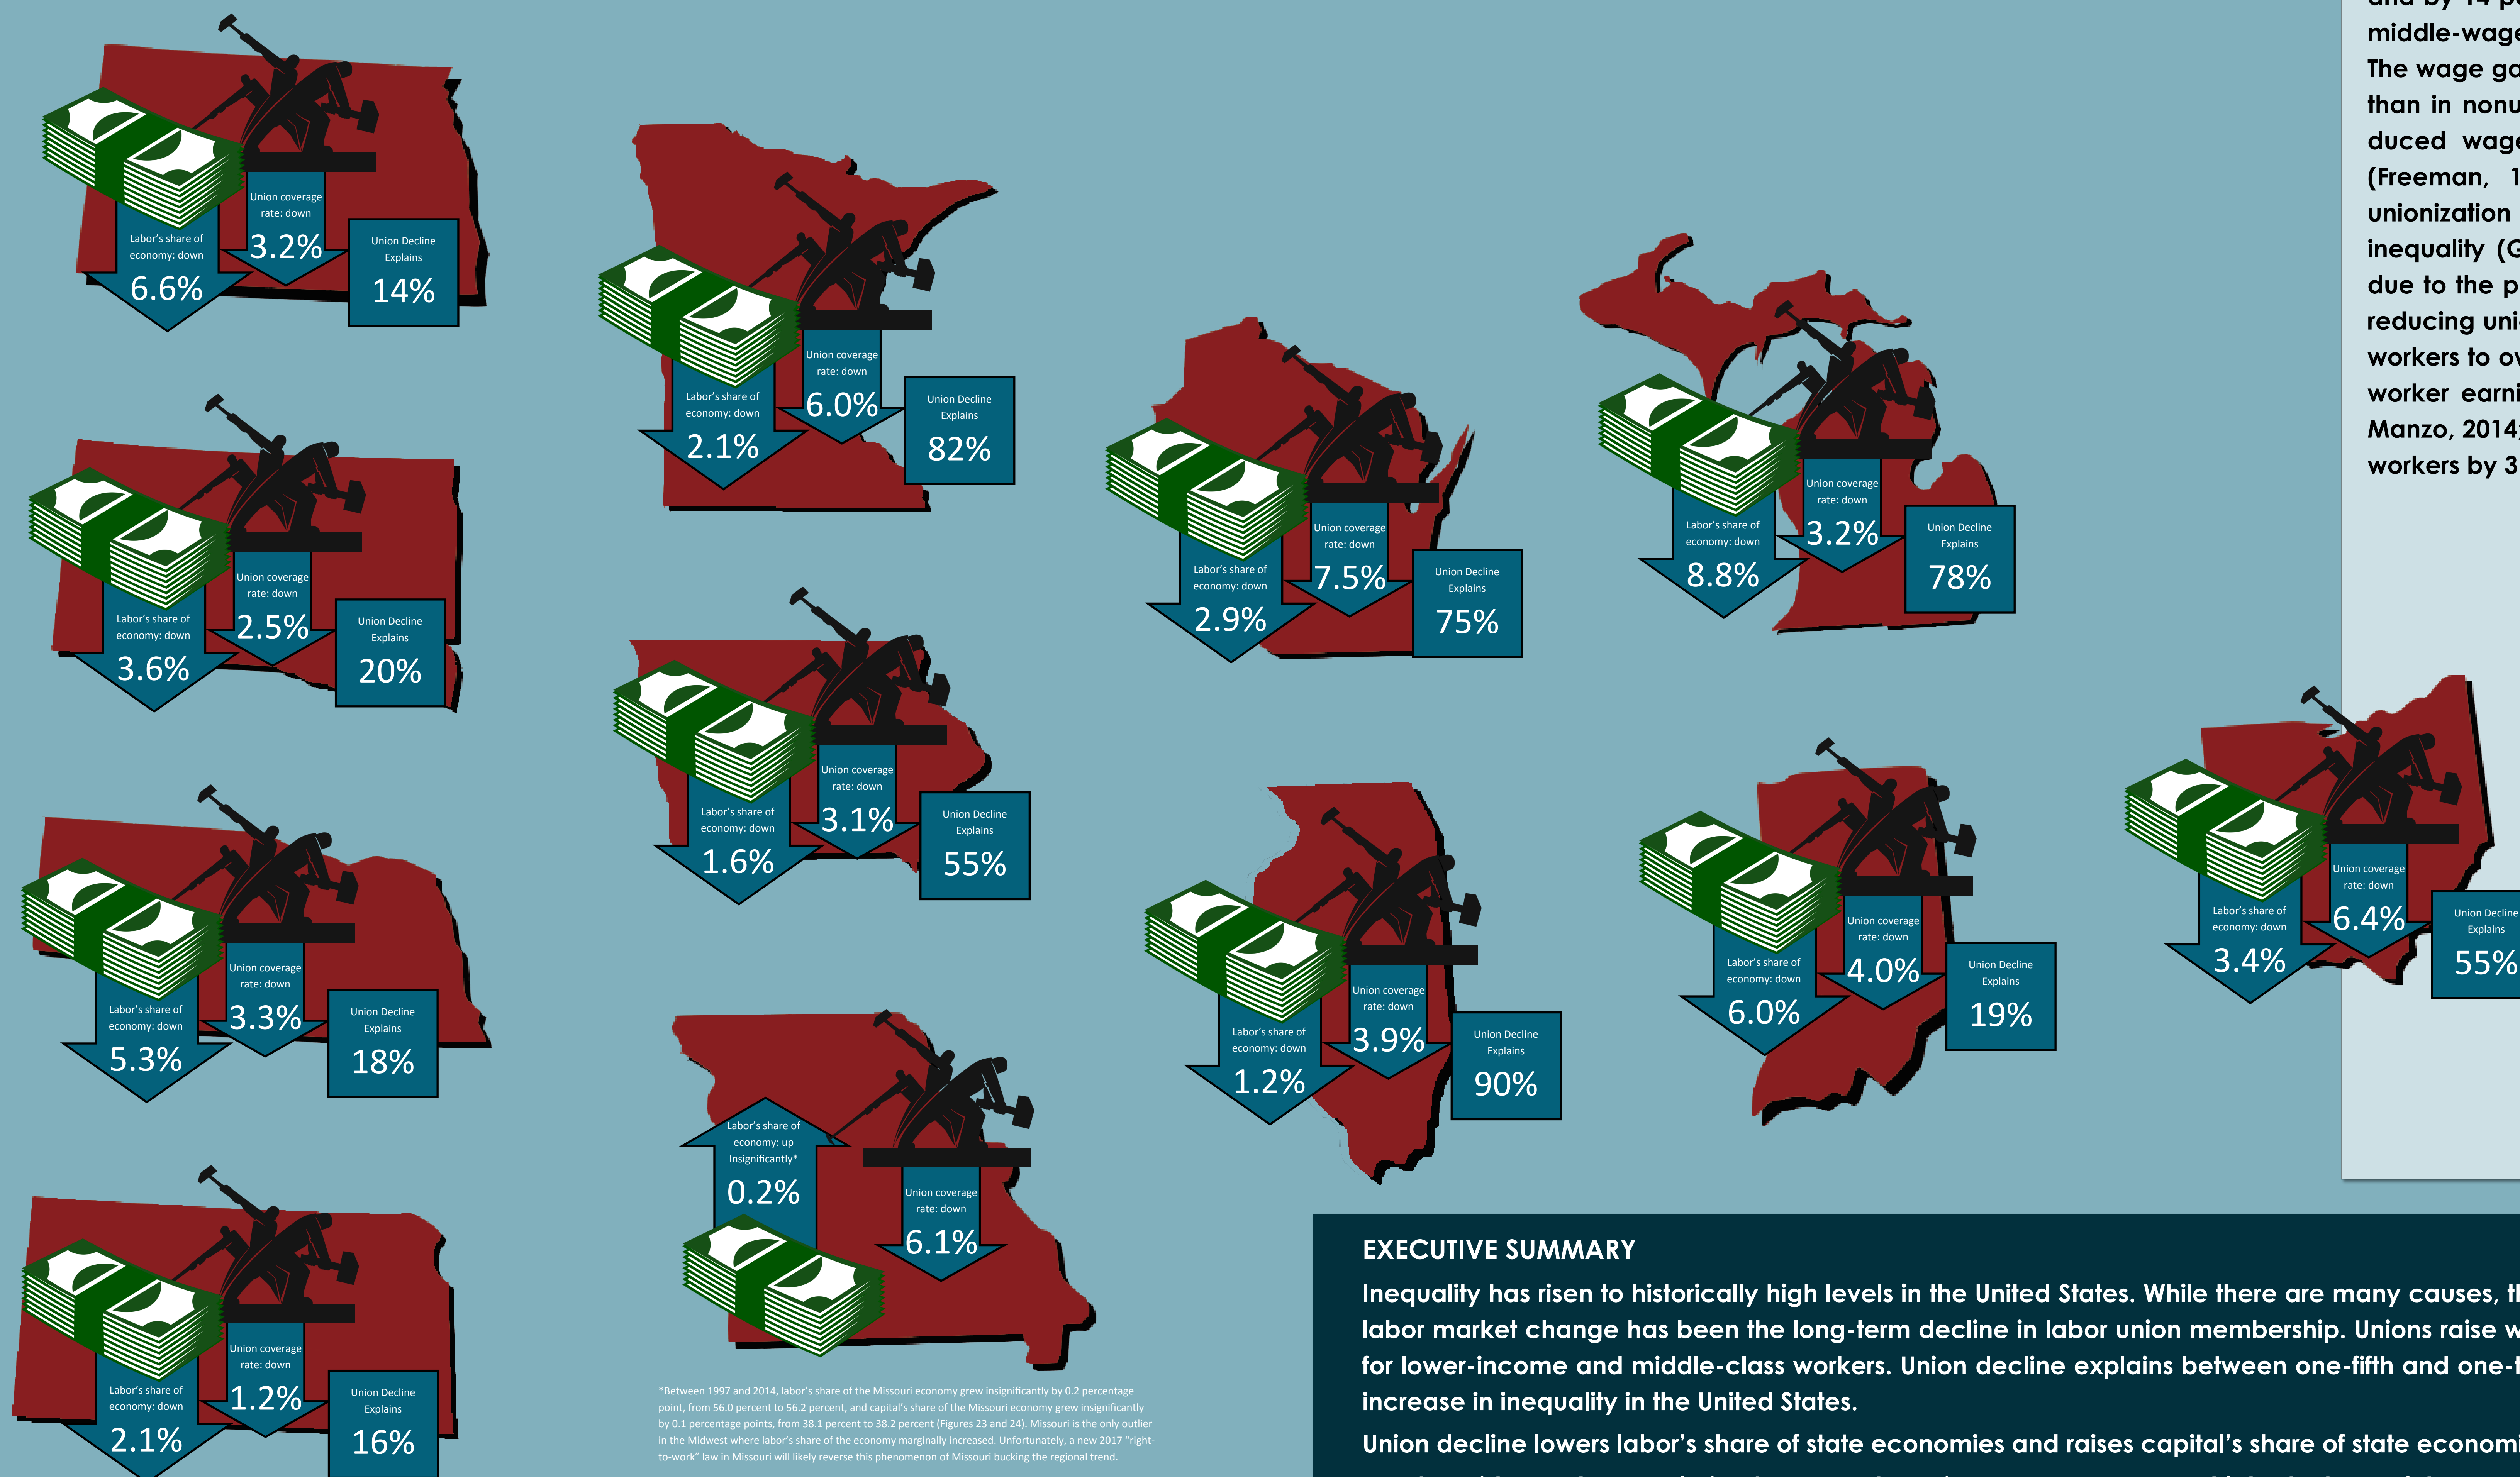 Union coverage
rate: down
3.2%
Labor's share of
economy: down
6.6%
Union Decline
Explains
14%
Union coverage
rate: down
6.0%
Labor's share of
economy: down
2.1%
Union Decline
Explains
82%
Union coverage
rate: down
7.5%
Labor's share of
economy: down
2.9%
Union Decline
Explains
75%
Union coverage
rate: down
3.2%
Labor's share of
economy: down
8.8%
Union Decline
Explains
78%
Union coverage
rate: down
2.5%
Labor's share of
economy: down
3.6%
Union Decline
Explains
20%
Union coverage
rate: down
3.1%
Labor's share of
economy: down
1.6%
Union Decline
Explains
55%
Union coverage
rate: down
3.3%
Labor's share of
economy: down
5.3%
Union Decline
Explains
18%
Union coverage
rate: down
3.9%
Labor's share of
economy: down
1.2%
Union Decline
Explains
90%
Union coverage
rate: down
4.0%
Labor's share of
economy: down
6.0%
Union Decline
Explains
19%
Union coverage
rate: down
6.4%
Labor's share of
economy: down
3.4%
Union Decline
Explains
55%
Labor's share of
economy: up
Insignificantly*
0.2%
Union coverage
rate: down
6.1%
Union coverage
rate: down
1.2%
Labor's share of
economy: down
2.1%
Union Decline
Explains
16%
*Between 1997 and 2014, labor's share of the Missouri economy grew insignificantly by 0.2 percentage
point, from 56.0 percent to 56.2 percent, and capital's share of the Missouri economy grew insignificantly
by 0.1 percentage points, from 38.1 percent to 38.2 percent (Figures 23 and 24). Missouri is the only outlier
in the Midwest where labor's share of the economy marginally increased. Unfortunately, a new 2017 "right-
to-work" law in Missouri will likely reverse this phenomenon of Missouri bucking the regional trend.
and by 14 p
middle-wage
The wage ga
than in nonu
duced wage
(Freeman, 1
unionization
inequality (G
due to the p
reducing uni
workers to ov
worker earni
Manzo, 2014;
workers by 3
EXECUTIVE SUMMARY
Inequality has risen to historically high levels in the United States. While there are many causes, th
labor market change has been the long-term decline in labor union membership. Unions raise w
for lower-income and middle-class workers. Union decline explains between one-fifth and one-t
increase in inequality in the United States.
Union decline lowers labor's share of state economies and raises capital's share of state economi